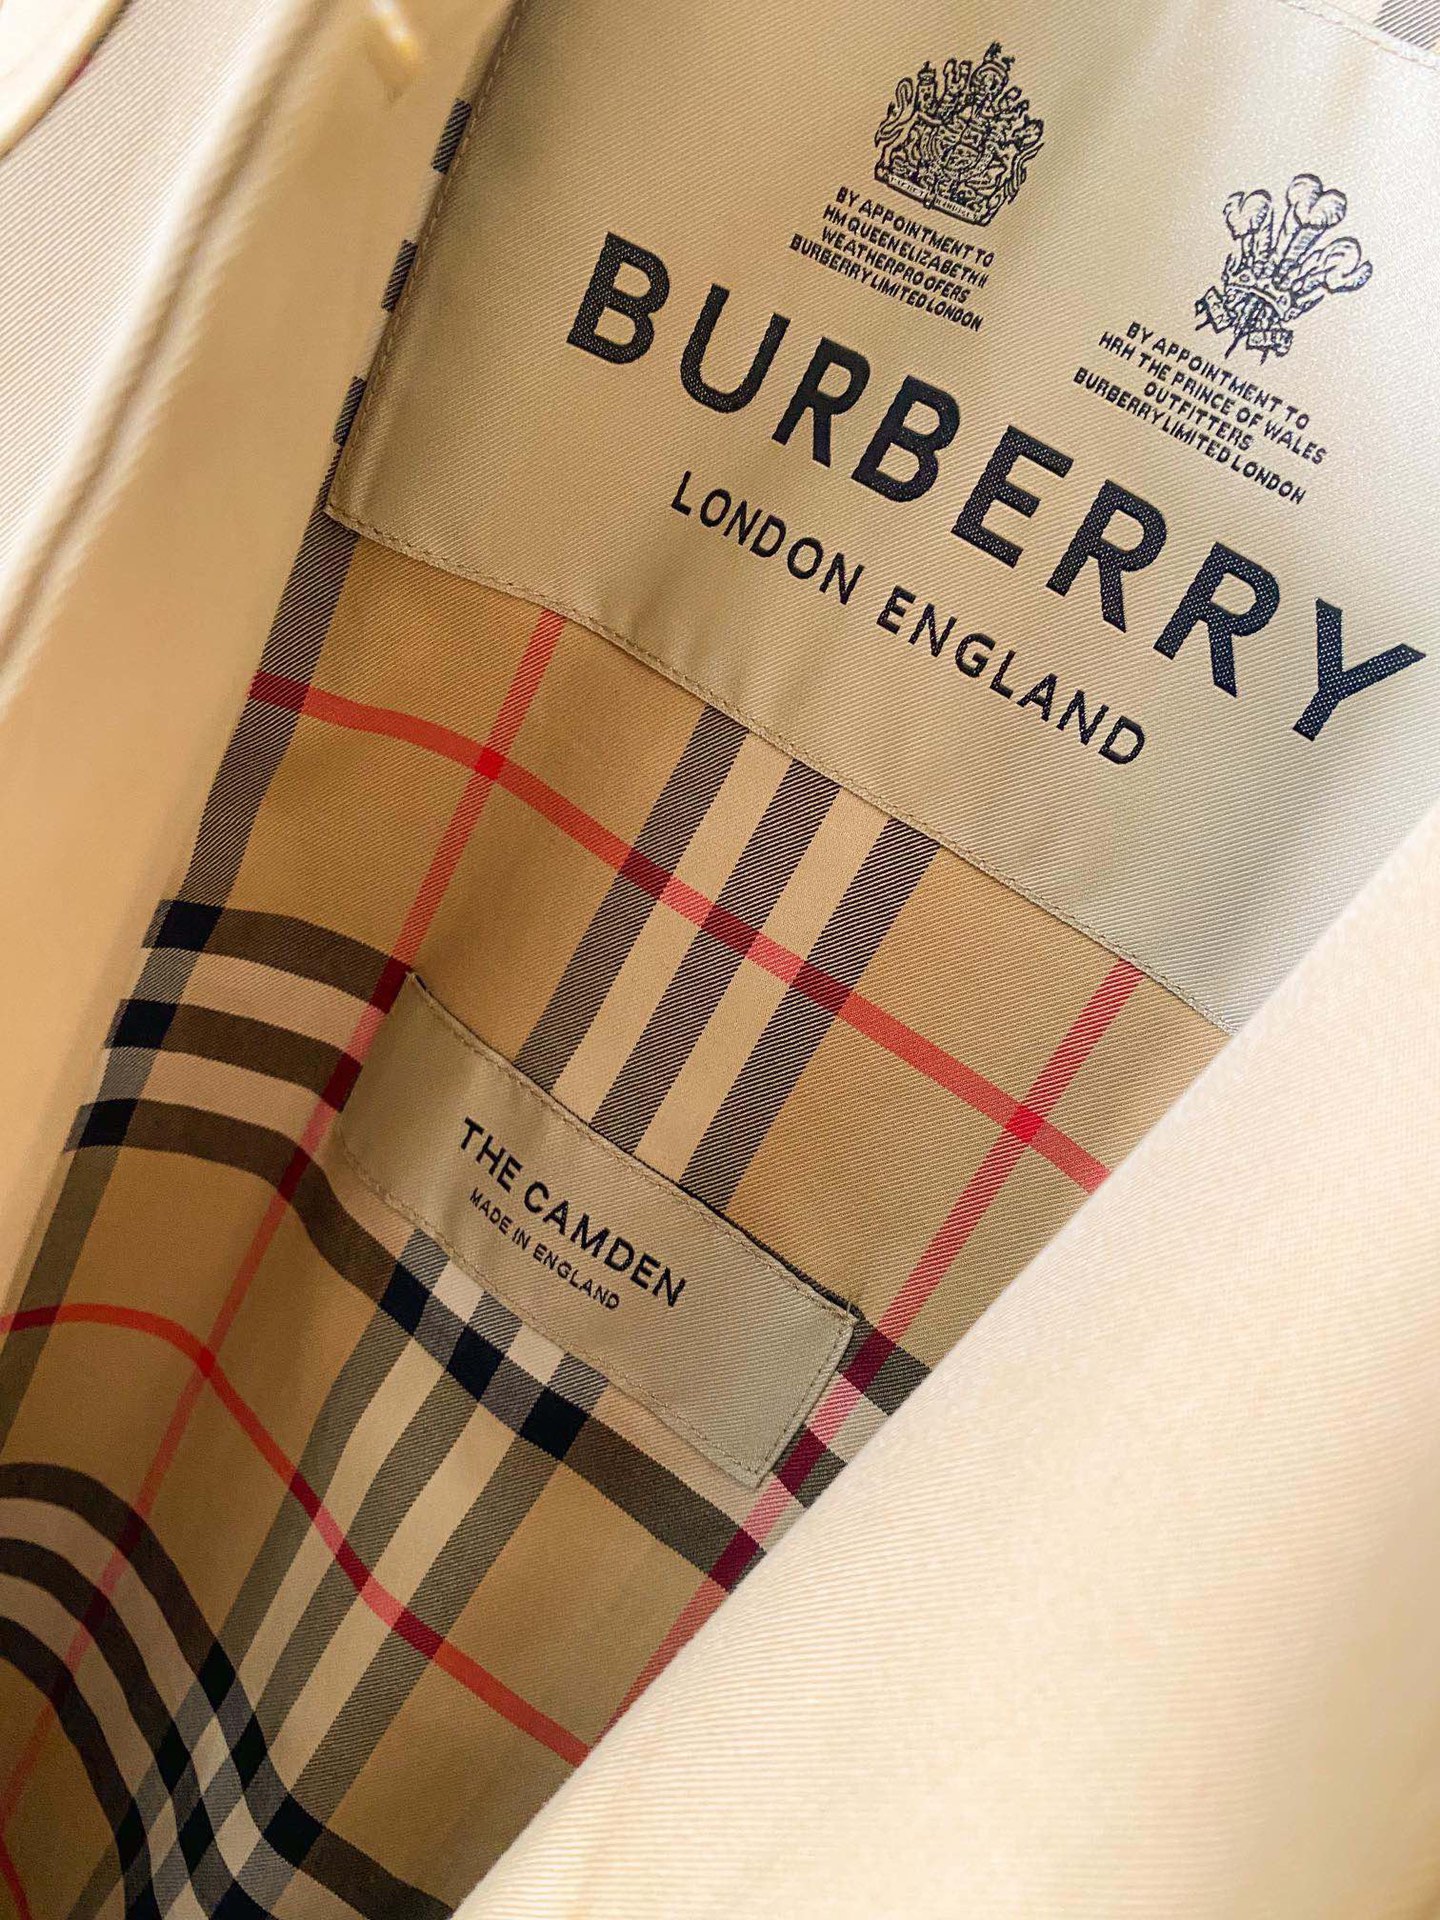 BY APPOINTMENT TO
HM QUEEN ELIZABETH II
WEATHERPROOFERS
BURBERRY LIMITED LONDON
BY APPOINTMENT TO
HRH THE PRINCE OF WALES
OUTFITTERS
BURBERRY LIMITED LONDON
BURBERRY
LONDON ENGLAND
THE CAMDEN
MADE IN ENGLAND